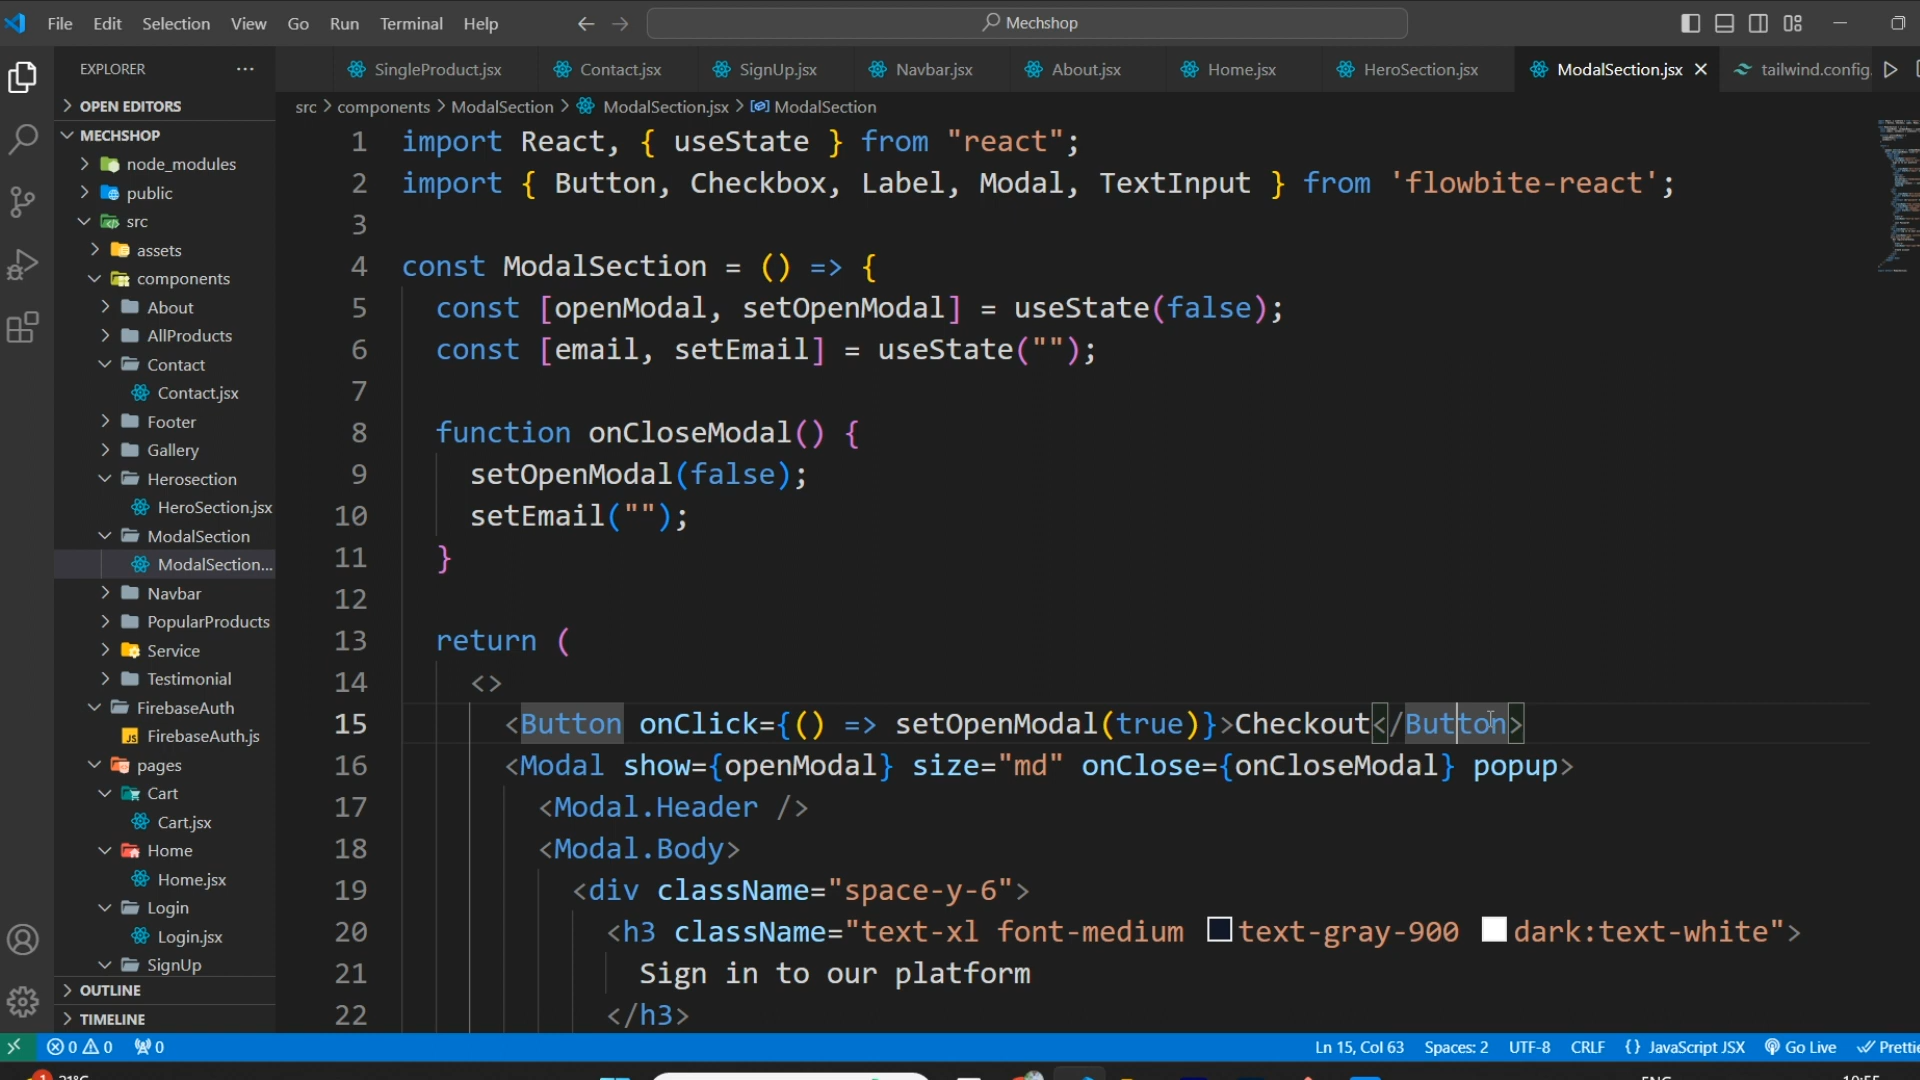 File Edit Selection View Go Run Terminal Help
Mechshop
EXPLORER
SingleProduct.jsx Contact.jsx SignUp.jsx Navbar.jsx About.jsx Home.jsx HeroSection.jsx ModalSection.jsx tailwind.config.
src > components > ModalSection > ModalSection.jsx > ModalSection
OPEN EDITORS
MECHSHOP
node_modules
public
src
assets
components
About
AllProducts
Contact
Contact.jsx
Footer
Gallery
Herosection
HeroSection.jsx
ModalSection
ModalSection...
Navbar
PopularProducts
Service
Testimonial
FirebaseAuth
JS FirebaseAuth.js
pages
Cart
Cart.jsx
Home
Home.jsx
Login
Login.jsx
SignUp
OUTLINE
TIMELINE
1 import React, { useState } from "react";
2 import { Button, Checkbox, Label, Modal, TextInput } from 'flowbite-react';
3
4 const ModalSection = () => {
5 const [openModal, setOpenModal] = useState(false);
6 const [email, setEmail] = useState("");
7
8 function onCloseModal() {
9 setOpenModal(false);
10 setEmail("");
11 }
12
13 return (
14 <>
15 <Button onClick={() => setOpenModal(true)}>Checkout</Button>
16 <Modal show={openModal} size="md" onClose={onCloseModal} popup>
17 <Modal.Header />
18 <Modal.Body>
19 <div className="space-y-6">
20 <h3 className="text-xl font-medium text-gray-900 dark:text-white">
21 Sign in to our platform
22 </h3>
0 0 0 Ln 15, Col 63 Spaces: 2 UTF-8 CRLF {} JavaScript JSX Go Live Prettie
1 21°C ENG 10:55